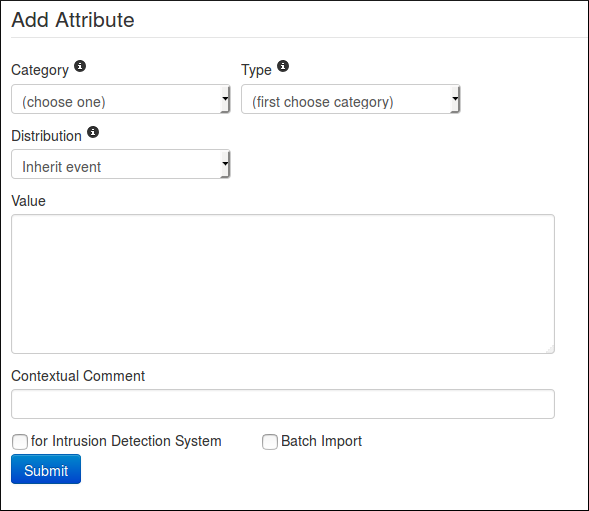 Add Attribute
Category Type
(choose one) (first choose category)
Distribution
Inherit event
Value
Contextual Comment
for Intrusion Detection System Batch Import
Submit